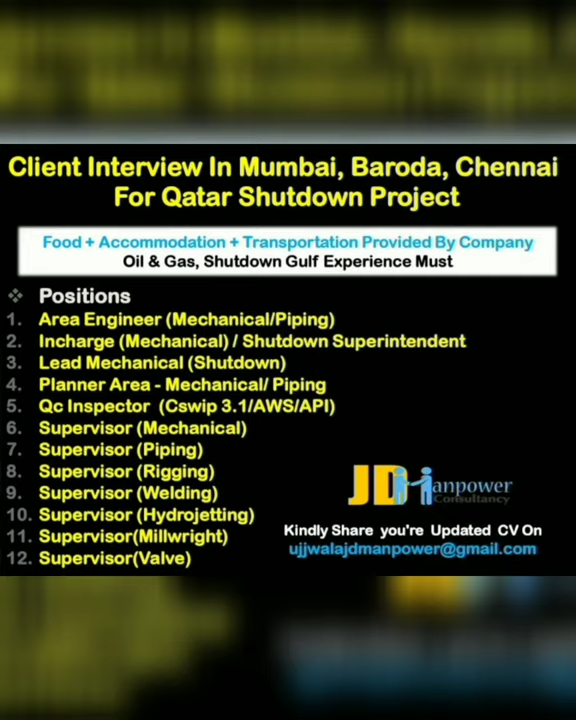 Client Interview In Mumbai, Baroda, Chennai
For Qatar Shutdown Project
Food + Accommodation + Transportation Provided By Company
Oil & Gas, Shutdown Gulf Experience Must
❖ Positions
1. Area Engineer (Mechanical/Piping)
2. Incharge (Mechanical) / Shutdown Superintendent
3. Lead Mechanical (Shutdown)
4. Planner Area - Mechanical/ Piping
5. Qc Inspector (Cswip 3.1/AWS/API)
6. Supervisor (Mechanical)
7. Supervisor (Piping)
8. Supervisor (Rigging)
9. Supervisor (Welding)
10. Supervisor (Hydrojetting)
11. Supervisor(Millwright)
12. Supervisor(Valve)
JD Manpower
Consultancy
Kindly Share you're Updated CV On
ujjwalajdmanpower@gmail.com